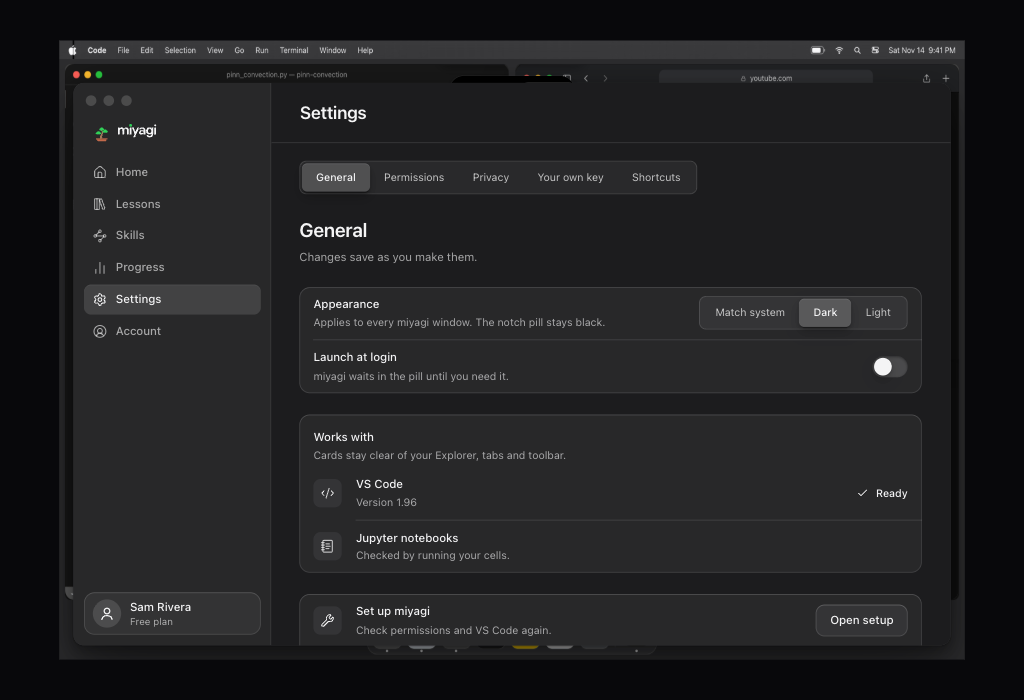 Code File Edit Selection View Go Run Terminal Window Help
Sat Nov 14 9:41 PM
pinn_convection.py — pinn-convection
youtube.com
miyagi
Home
Lessons
Skills
Progress
Settings
Account
Sam Rivera
Free plan
Settings
General Permissions Privacy Your own key Shortcuts
General
Changes save as you make them.
Appearance
Applies to every miyagi window. The notch pill stays black.
Match system Dark Light
Launch at login
miyagi waits in the pill until you need it.
Works with
Cards stay clear of your Explorer, tabs and toolbar.
VS Code
Version 1.96
Ready
Jupyter notebooks
Checked by running your cells.
Set up miyagi
Check permissions and VS Code again.
Open setup